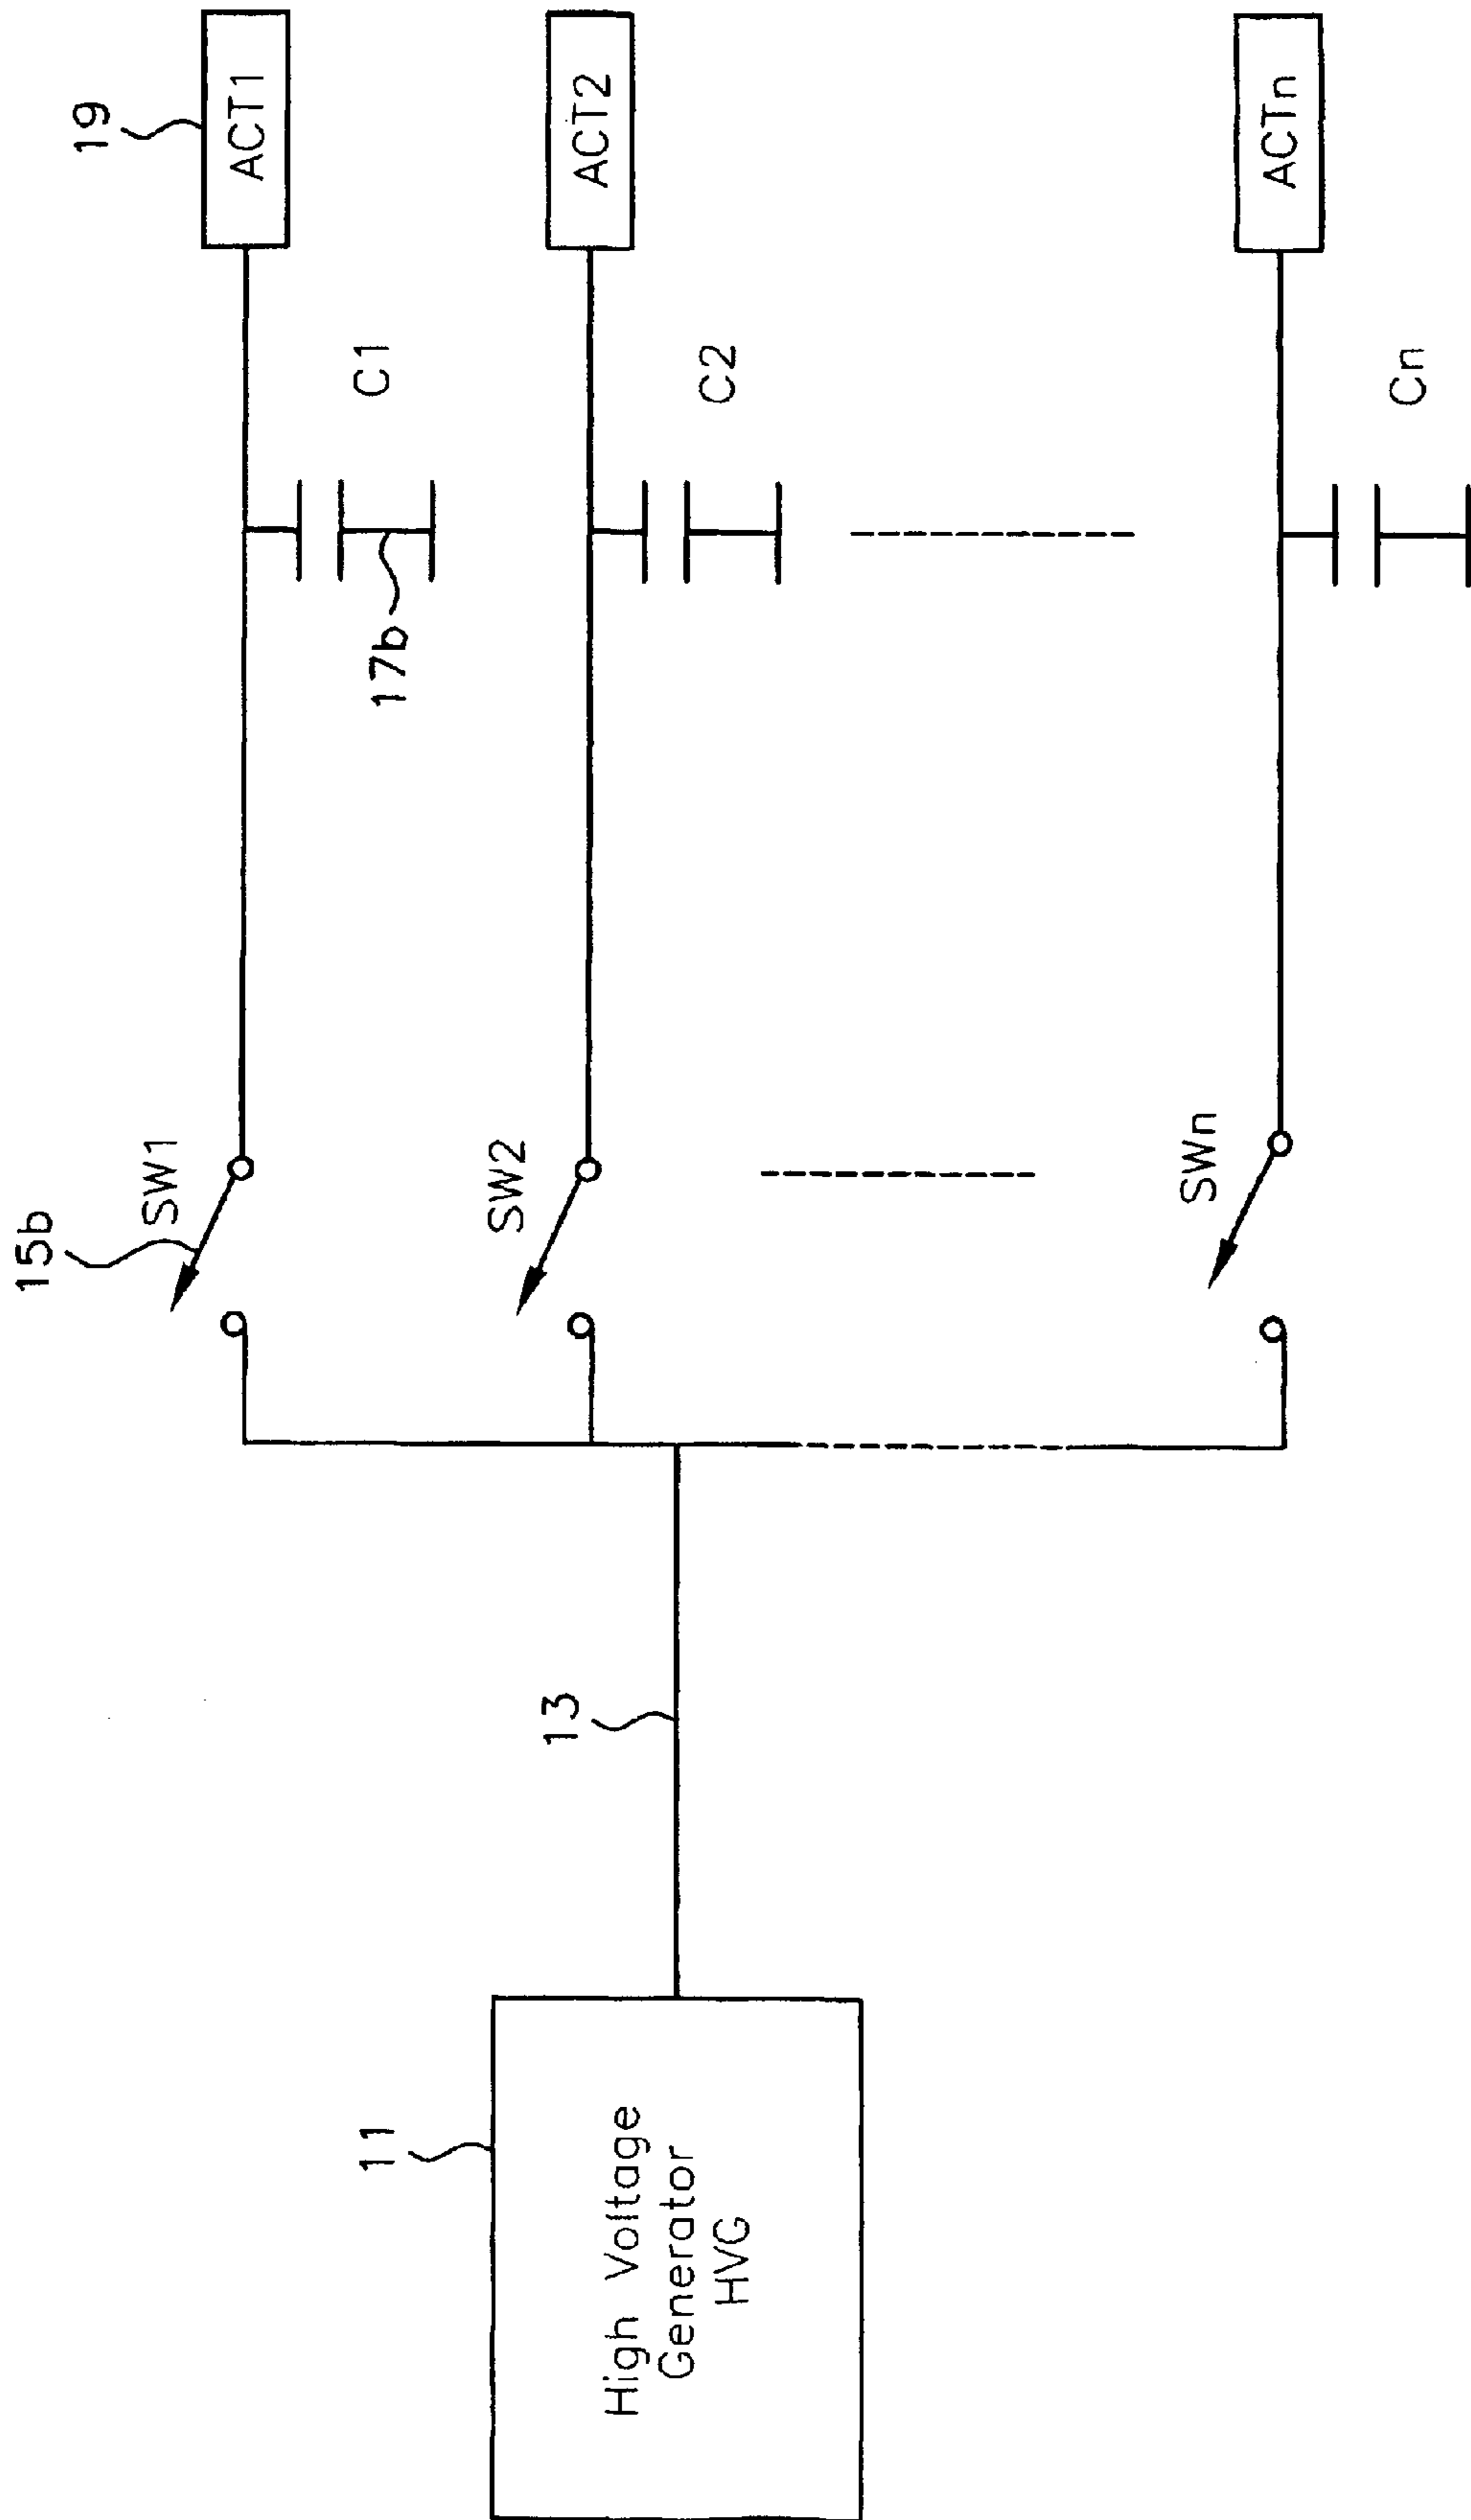 19
ACT1
ACT2
ACTn
C1
C2
Cn
17b
15b
SW1
SW2
SWn
13
11
High Voltage
Generator
HVG